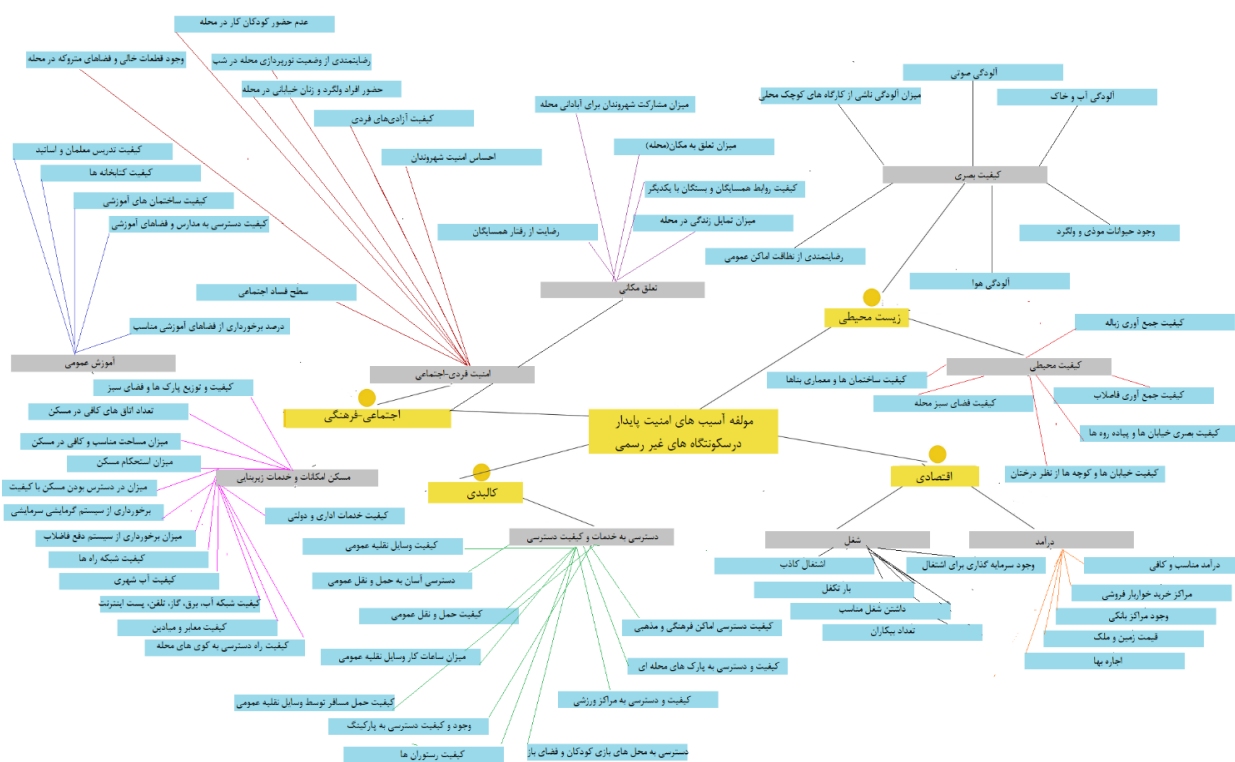 عدم حضور کودکان کار در محله
وجود قطعات خالی و فضاهای متروکه در محله
رضایتمندی از وضعیت نورپردازی محله در شب
حضور افراد ولگرد و زنان خیابانی در محله
کیفیت آزادی‌های فردی
احساس امنیت شهروندان
سطح فساد اجتماعی
امنیت فردی-اجتماعی
کیفیت تدریس معلمان و اساتید
کیفیت کتابخانه ها
کیفیت ساختمان های آموزشی
کیفیت دسترسی به مدارس و فضاهای آموزشی
درصد برخورداری از فضاهای آموزشی مناسب
آموزش عمومی
میزان مشارکت شهروندان برای آبادانی محله
میزان تعلق به مکان(محله)
کیفیت روابط همسایگان و بستگان با یکدیگر
میزان تمایل زندگی در محله
رضایت از رفتار همسایگان
تعلق مکانی
اجتماعی-فرهنگی
آلودگی صوتی
میزان آلودگی ناشی از کارگاه های کوچک محلی
آلودگی آب و خاک
کیفیت بصری
وجود حیوانات موذی و ولگرد
رضایتمندی از نظافت اماکن عمومی
آلودگی هوا
زیست محیطی
کیفیت جمع آوری زباله
کیفیت محیطی
کیفیت ساختمان ها و معماری بناها
کیفیت جمع آوری فاضلاب
کیفیت فضای سبز محله
کیفیت بصری خیابان ها و پیاده روه ها
کیفیت خیابان ها و کوچه ها از نظر درختان
مولفه آسیب های امنیت پایدار
درسکونتگاه های غیر رسمی
کیفیت و توزیع پارک ها و فضای سبز
تعداد اتاق های کافی در مسکن
میزان مساحت مناسب و کافی در مسکن
میزان استحکام مسکن
مسکن امکانات و خدمات زیربنایی
میزان در دسترس بودن مسکن با کیفیت
برخورداری از سیستم گرمایشی سرمایشی
کیفیت خدمات اداری و دولتی
میزان برخورداری از سیستم دفع فاضلاب
کیفیت شبکه راه ها
کیفیت آب شهری
کیفیت شبکه آب، برق، گاز، تلفن، پست اینترنت
کیفیت معابر و میادین
کیفیت راه دسترسی به کوی های محله
کالبدی
دسترسی به خدمات و کیفیت دسترسی
کیفیت وسایل نقلیه عمومی
دسترسی آسان به حمل و نقل عمومی
کیفیت حمل و نقل عمومی
کیفیت دسترسی اماکن فرهنگی و مذهبی
میزان ساعات کار وسایل نقلیه عمومی
کیفیت و دسترسی به پارک های محله ای
کیفیت حمل مسافر توسط وسایل نقلیه عمومی
کیفیت و دسترسی به مراکز ورزشی
وجود و کیفیت دسترسی به پارکینگ
کیفیت رستوران ها
دسترسی به محل های بازی کودکان و فضای باز
اقتصادی
شغل
وجود سرمایه گذاری برای اشتغال
اشتغال کاذب
بار تکفل
داشتن شغل مناسب
تعداد بیکاران
درآمد
درآمد مناسب و کافی
مراکز خرید خواربار فروشی
وجود مراکز بانکی
قیمت زمین و ملک
اجاره بها